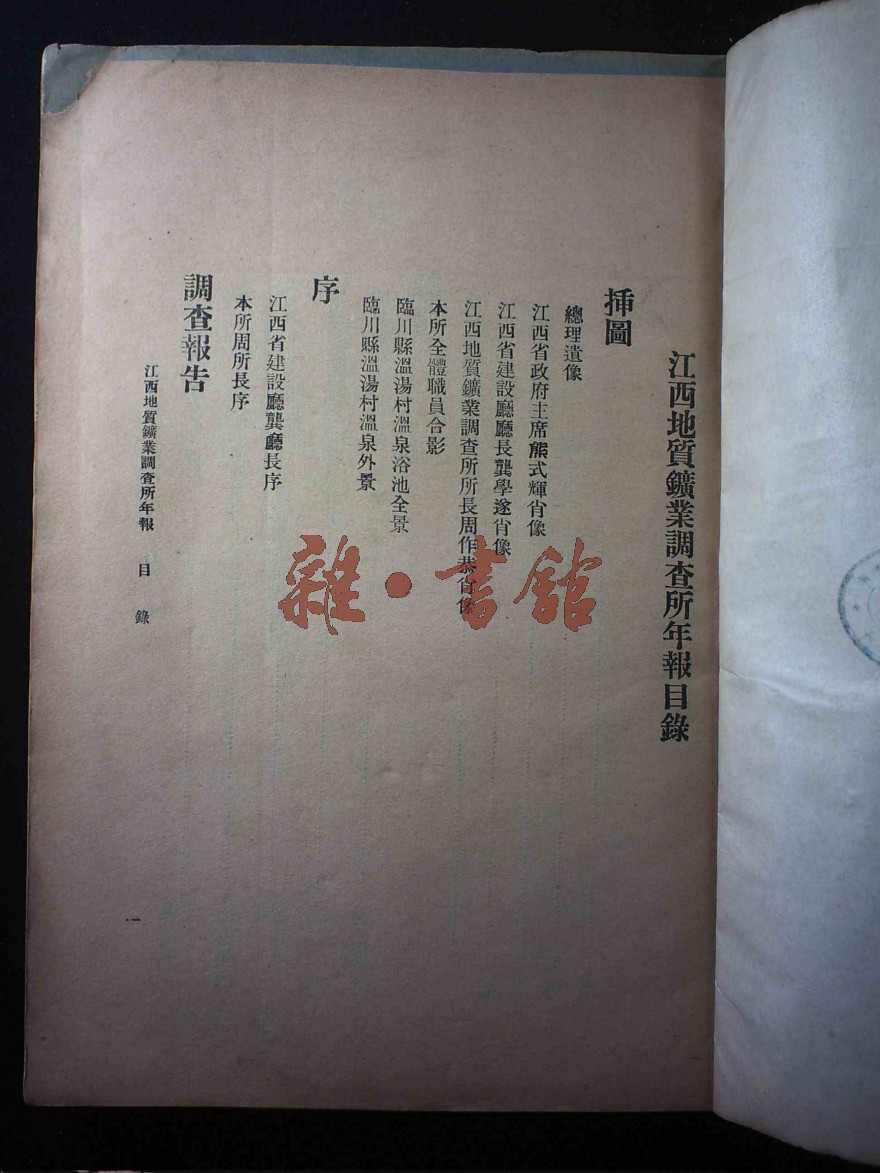 江西地質鑛業調查所年報目錄
挿圖
總理遺像
江西省政府主席熊式輝肖像
江西省建設廳廳長龔學遂肖像
江西地質鑛業調查所所長周作恭肖像
本所全體職員合影
臨川縣溫湯村溫泉浴池全景
臨川縣溫湯村溫泉外景
序
江西省建設廳龔廳長序
本所周所長序
調查報告
江西地質鑛業調查所年報 目錄
一
雜·書館